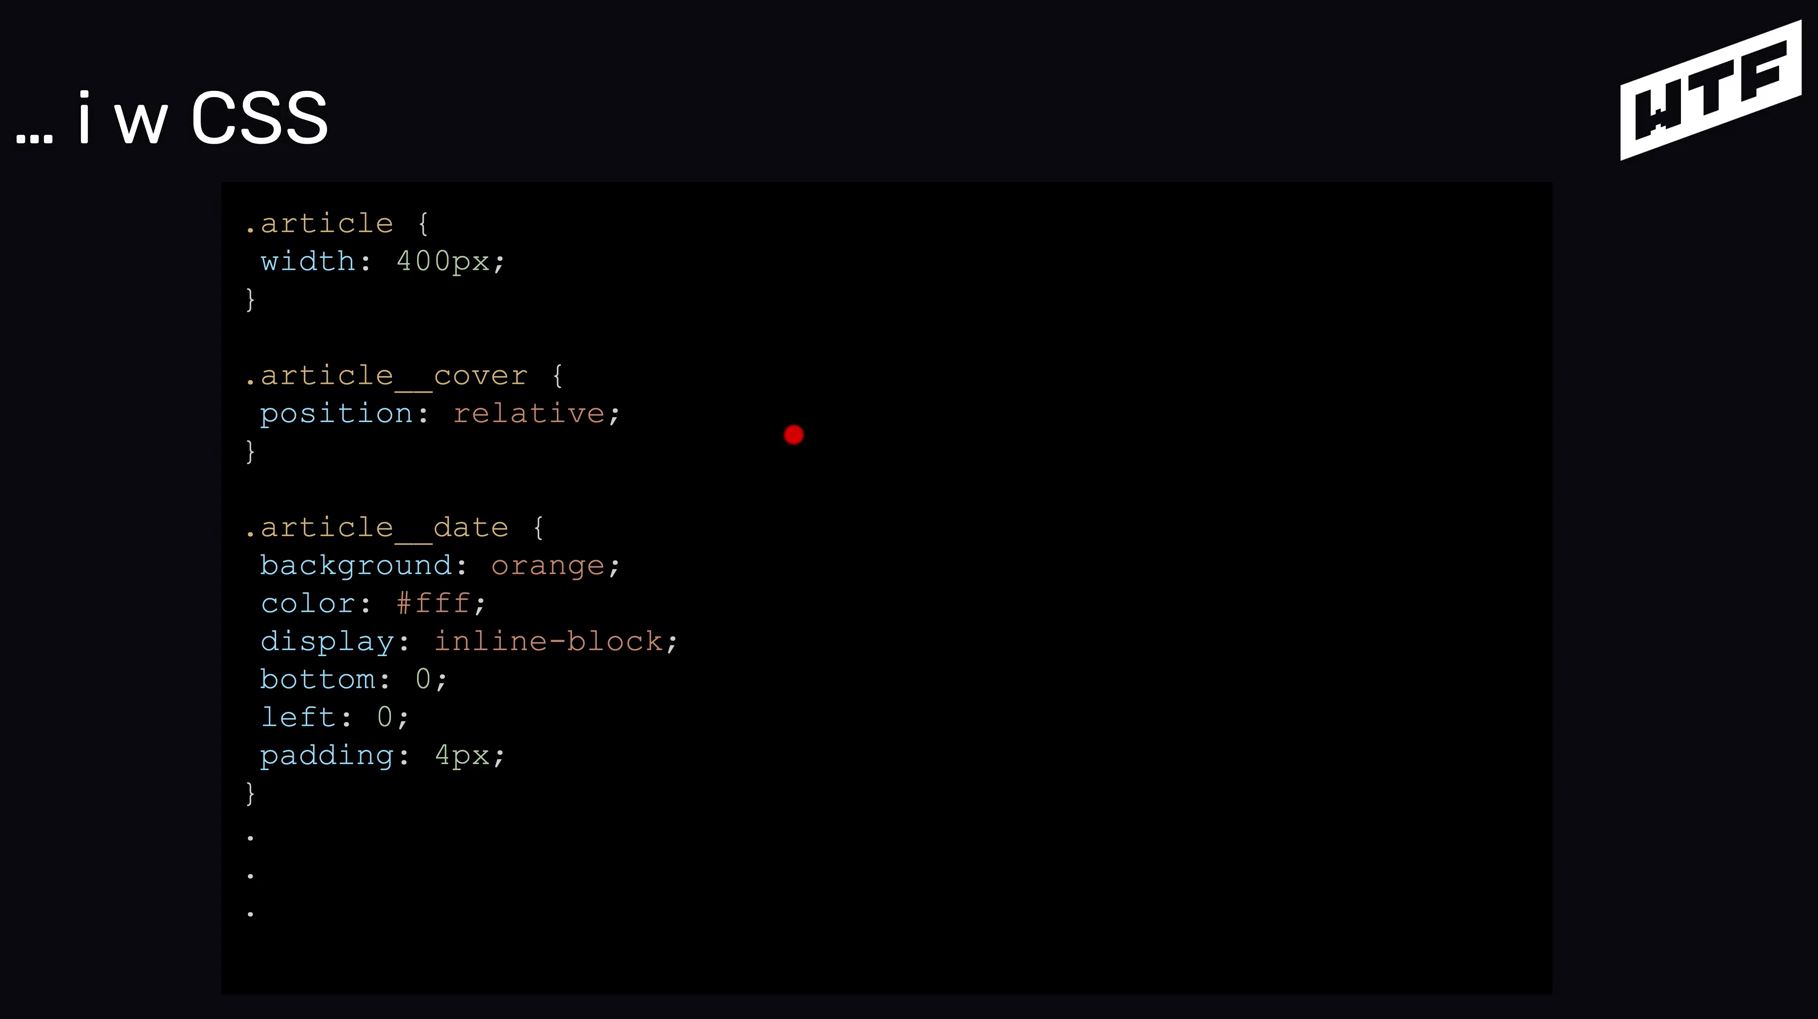 ... i w CSS
WTF
.article {
 width: 400px;
}

.article__cover {
 position: relative;
}

.article__date {
 background: orange;
 color: #fff;
 display: inline-block;
 bottom: 0;
 left: 0;
 padding: 4px;
}
.
.
.